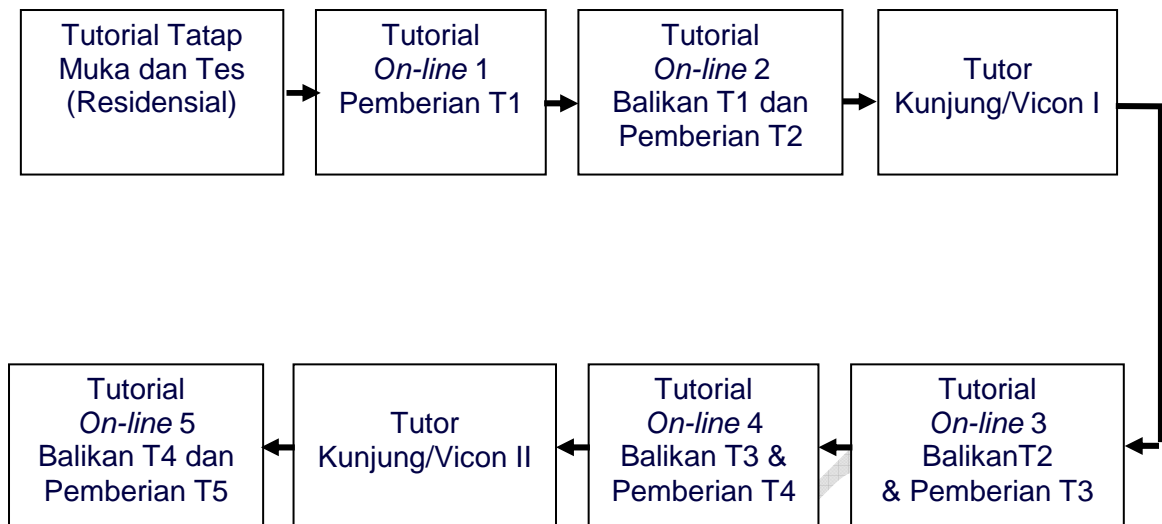 Tutorial Tatap
Muka dan Tes
(Residensial)
Tutorial
On-line 1
Pemberian T1
Tutorial
On-line 2
Balikan T1 dan
Pemberian T2
Tutor
Kunjung/Vicon I
Tutorial
On-line 5
Balikan T4 dan
Pemberian T5
Tutor
Kunjung/Vicon II
Tutorial
On-line 4
Balikan T3 &
Pemberian T4
Tutorial
On-line 3
BalikanT2
& Pemberian T3